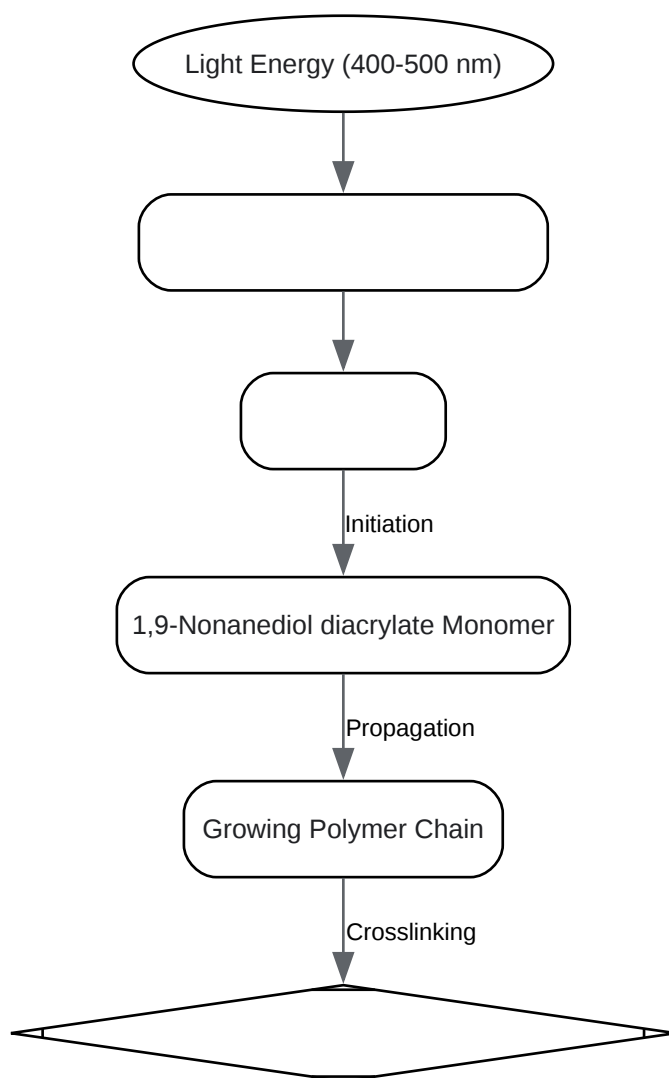 Light Energy (400-500 nm)
Initiation
1,9-Nonanediol diacrylate Monomer
Propagation
Growing Polymer Chain
Crosslinking